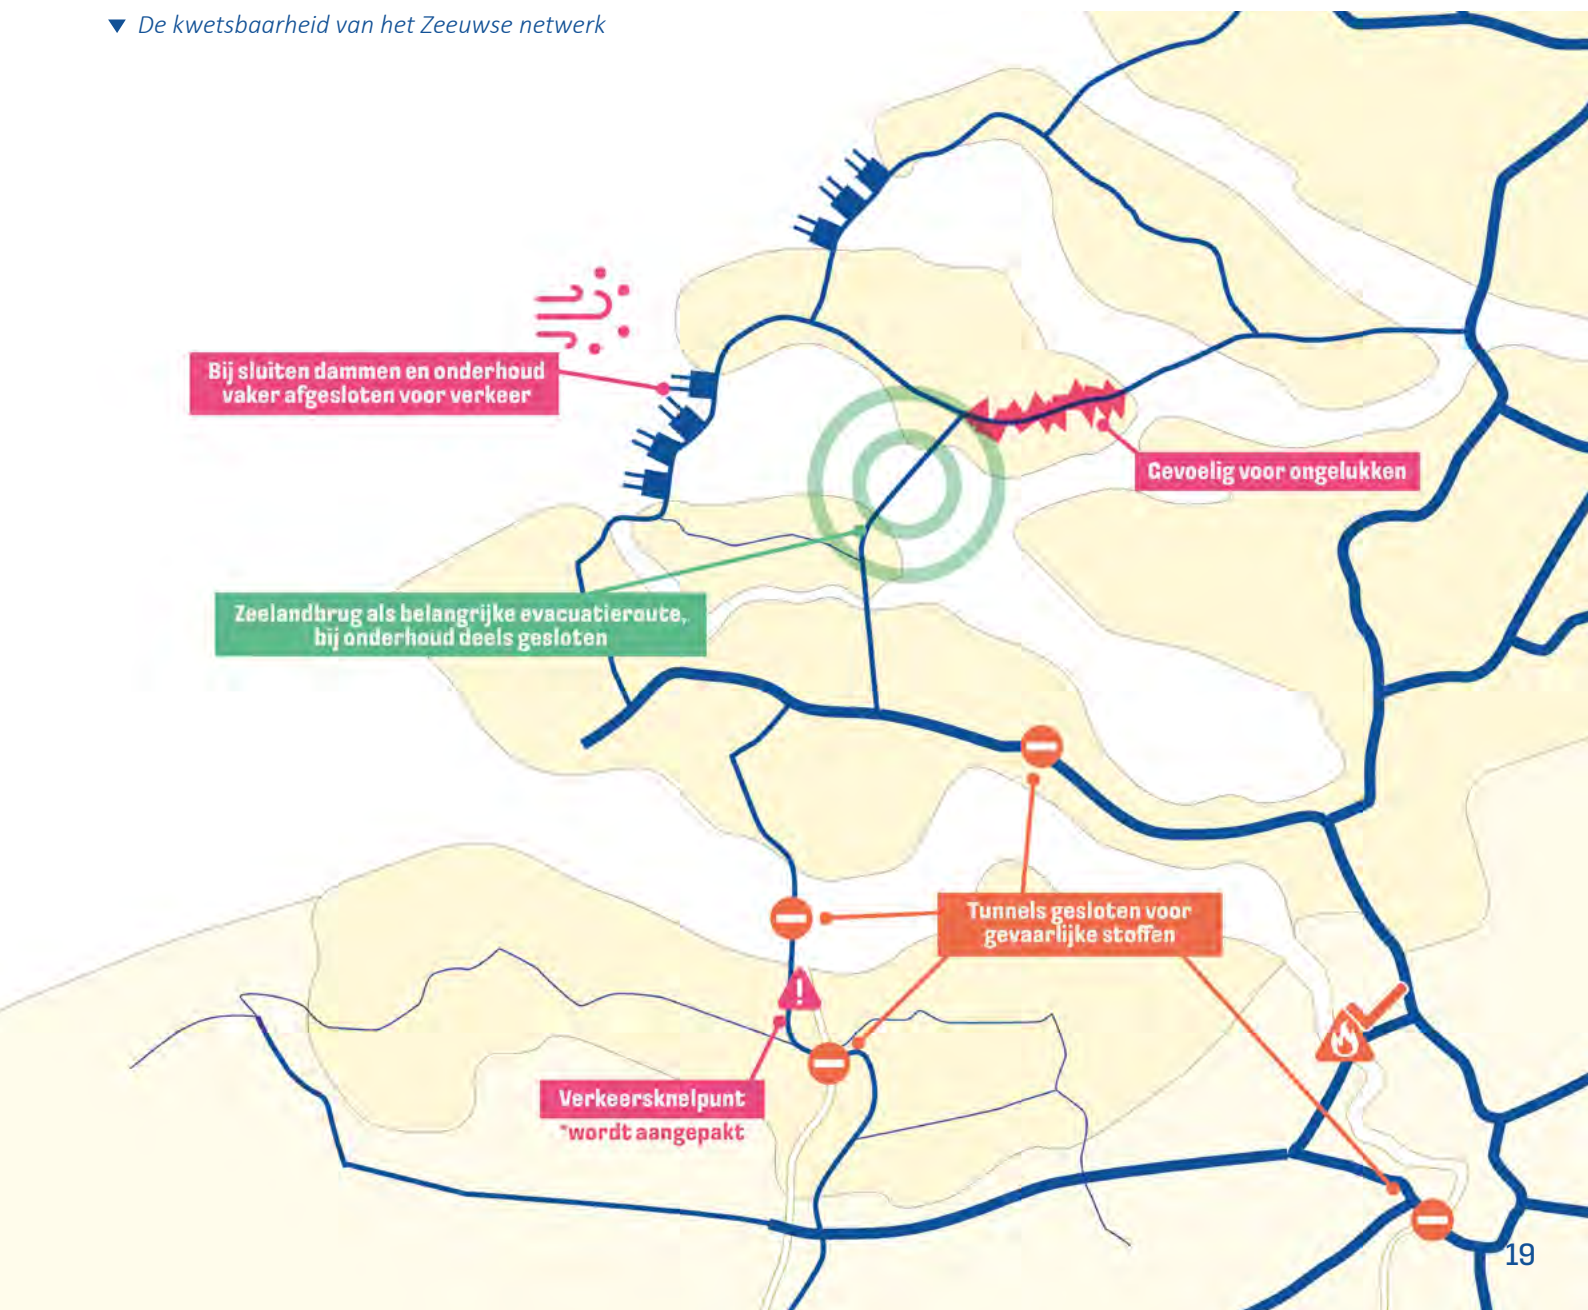 ▼ De kwetsbaarheid van het Zeeuwse netwerk
Bij sluiten dammen en onderhoud
vaker afgesloten voor verkeer
Gevoelig voor ongelukken
Zeelandbrug als belangrijke evacuatieroute,
bij onderhoud deels gesloten
Tunnels gesloten voor
gevaarlijke stoffen
!
Verkeersknelpunt
*wordt aangepakt
19